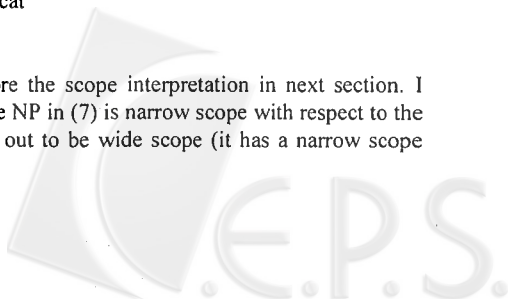 cat
re the scope interpretation in next section. I
e NP in (7) is narrow scope with respect to the
out to be wide scope (it has a narrow scope
C.E.P.S.